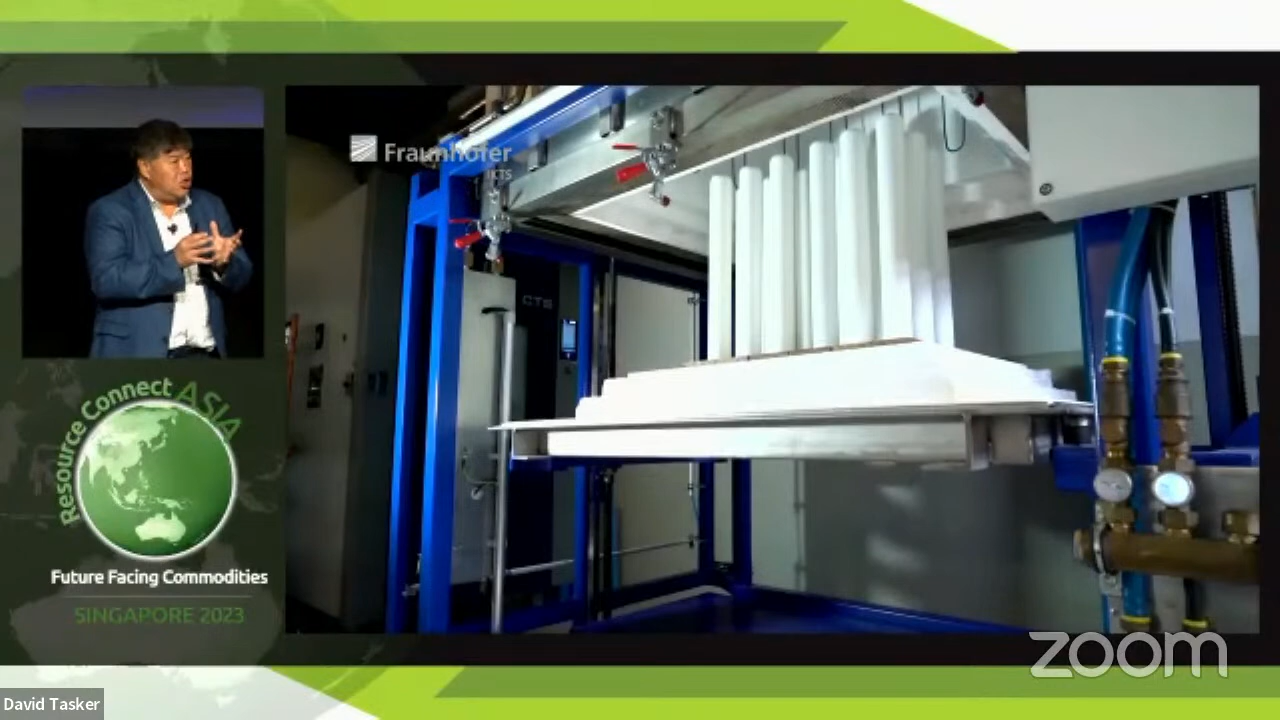 Fraunhofer
IKTS
CTS
Resource Connect ASIA
Future Facing Commodities
SINGAPORE 2023
zoom
David Tasker